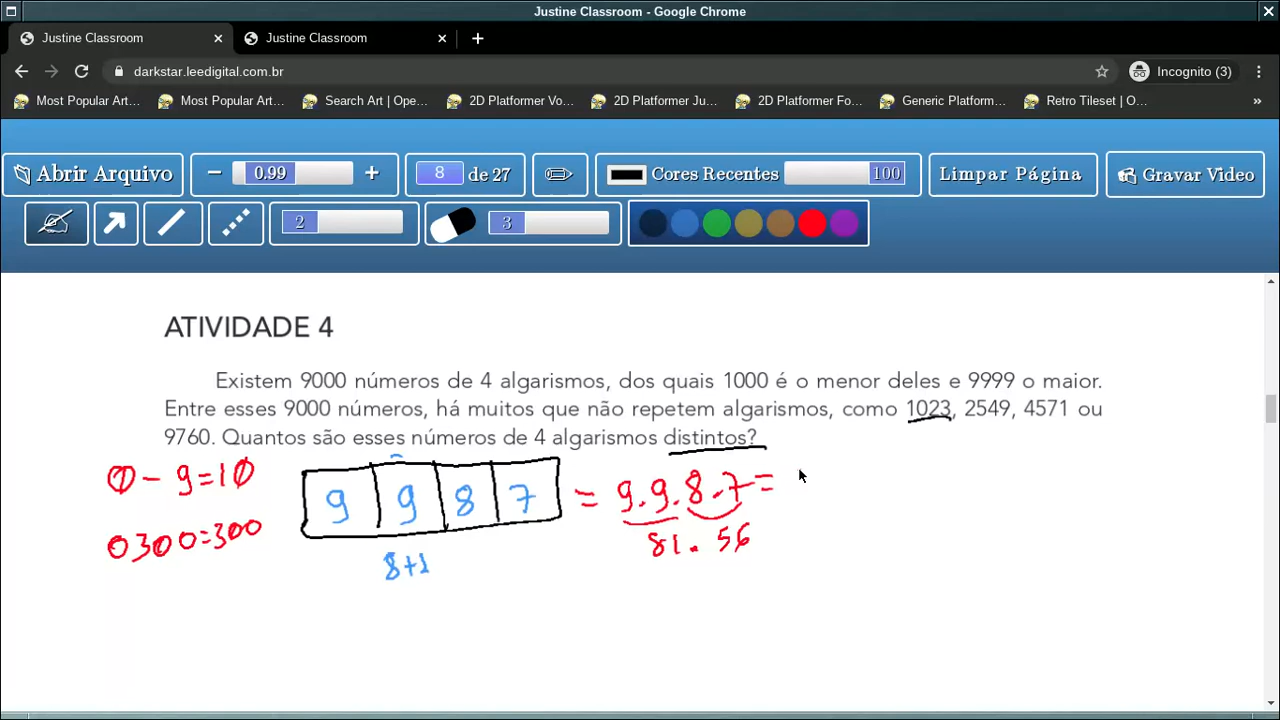 Justine Classroom - Google Chrome
Justine Classroom
Justine Classroom
darkstar.leedigital.com.br
Incognito (3)
Most Popular Art...
Most Popular Art...
Search Art | Ope...
2D Platformer Vo...
2D Platformer Ju...
2D Platformer Fo...
Generic Platform...
Retro Tileset | O...
Abrir Arquivo
− 0.99 +
8 de 27
Cores Recentes 100
Limpar Página
Gravar Video
2
3
ATIVIDADE 4
Existem 9000 números de 4 algarismos, dos quais 1000 é o menor deles e 9999 o maior.
Entre esses 9000 números, há muitos que não repetem algarismos, como 1023, 2549, 4571 ou
9760. Quantos são esses números de 4 algarismos distintos?
0 - 9 = 10
9 9 8 7 = 9.9.8.7 =
0300 = 300
81. 56
8+1